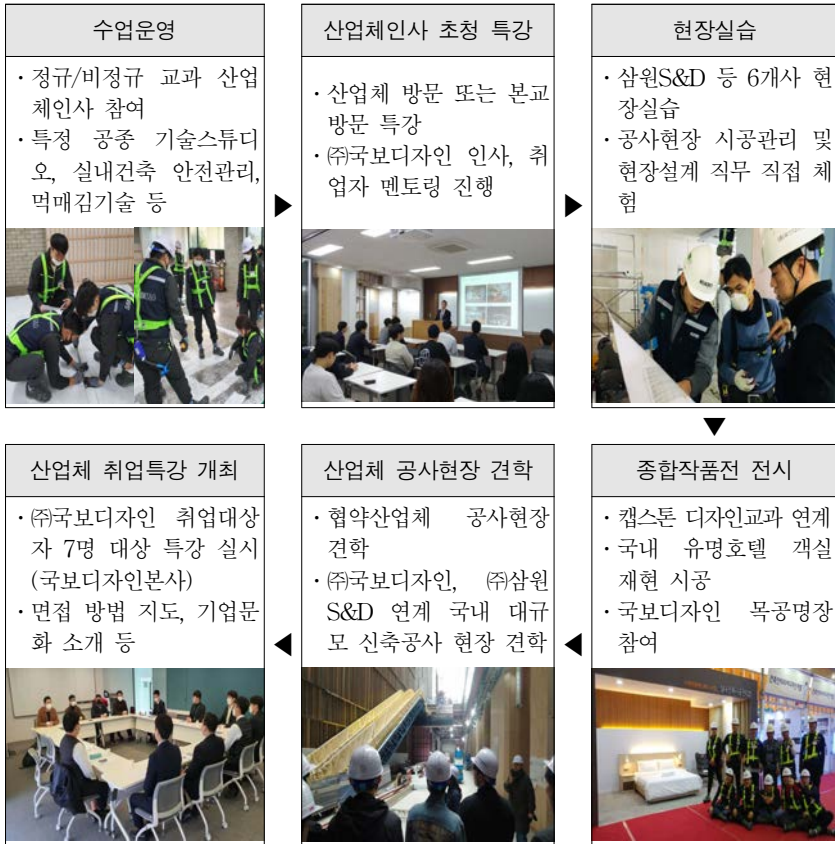 수업운영
· 정규/비정규 교과 산업
체인사 참여
· 특정 공종 기술스튜디
오, 실내건축 안전관리,
먹매김기술 등
산업체인사 초청 특강
· 산업체 방문 또는 본교
방문 특강
· ㈜국보디자인 인사, 취
업자 멘토링 진행
현장실습
· 삼원S&D 등 6개사 현
장실습
· 공사현장 시공관리 및
현장설계 직무 직접 체
험
종합작품전 전시
· 캡스톤 디자인교과 연계
· 국내 유명호텔 객실
재현 시공
· 국보디자인 목공명장
참여
산업체 공사현장 견학
· 협약산업체 공사현장
견학
· ㈜국보디자인, ㈜삼원
S&D 연계 국내 대규
모 신축공사 현장 견학
산업체 취업특강 개최
· ㈜국보디자인 취업대상
자 7명 대상 특강 실시
(국보디자인본사)
· 면접 방법 지도, 기업문
화 소개 등